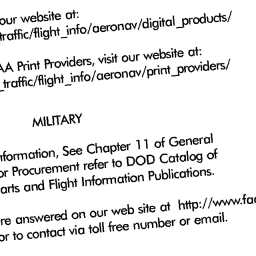 our website at:
traffic/flight_info/aeronav/digital_products/
AA Print Providers, visit our website at:
_traffic/flight_info/aeronav/print_providers/
MILITARY
nformation, See Chapter 11 of General
or Procurement refer to DOD Catalog of
arts and Flight Information Publications.
re answered on our web site at http://www.faa
or to contact via toll free number or email.